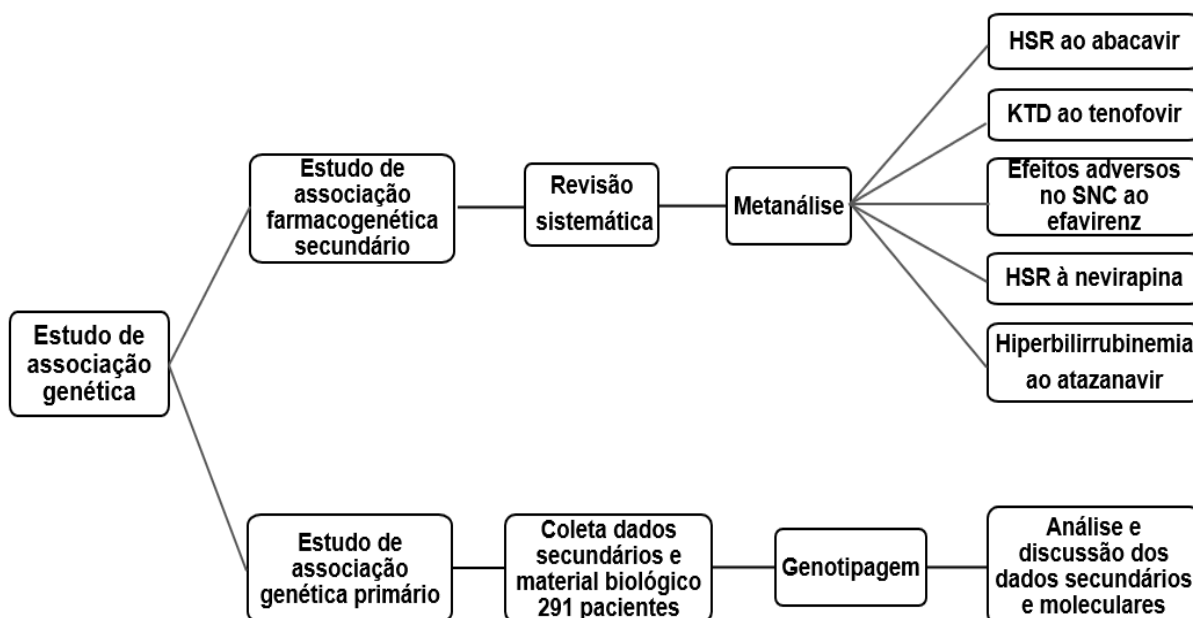 Estudo de
associação
genética
Estudo de
associação
farmacogenética
secundário
Revisão
sistemática
Metanálise
HSR ao abacavir
KTD ao tenofovir
Efeitos adversos
no SNC ao
efavirenz
HSR à nevirapina
Hiperbilirrubinemia
ao atazanavir
Estudo de
associação
genética primário
Coleta dados
secundários e
material biológico
291 pacientes
Genotipagem
Análise e
discussão dos
dados secundários
e moleculares